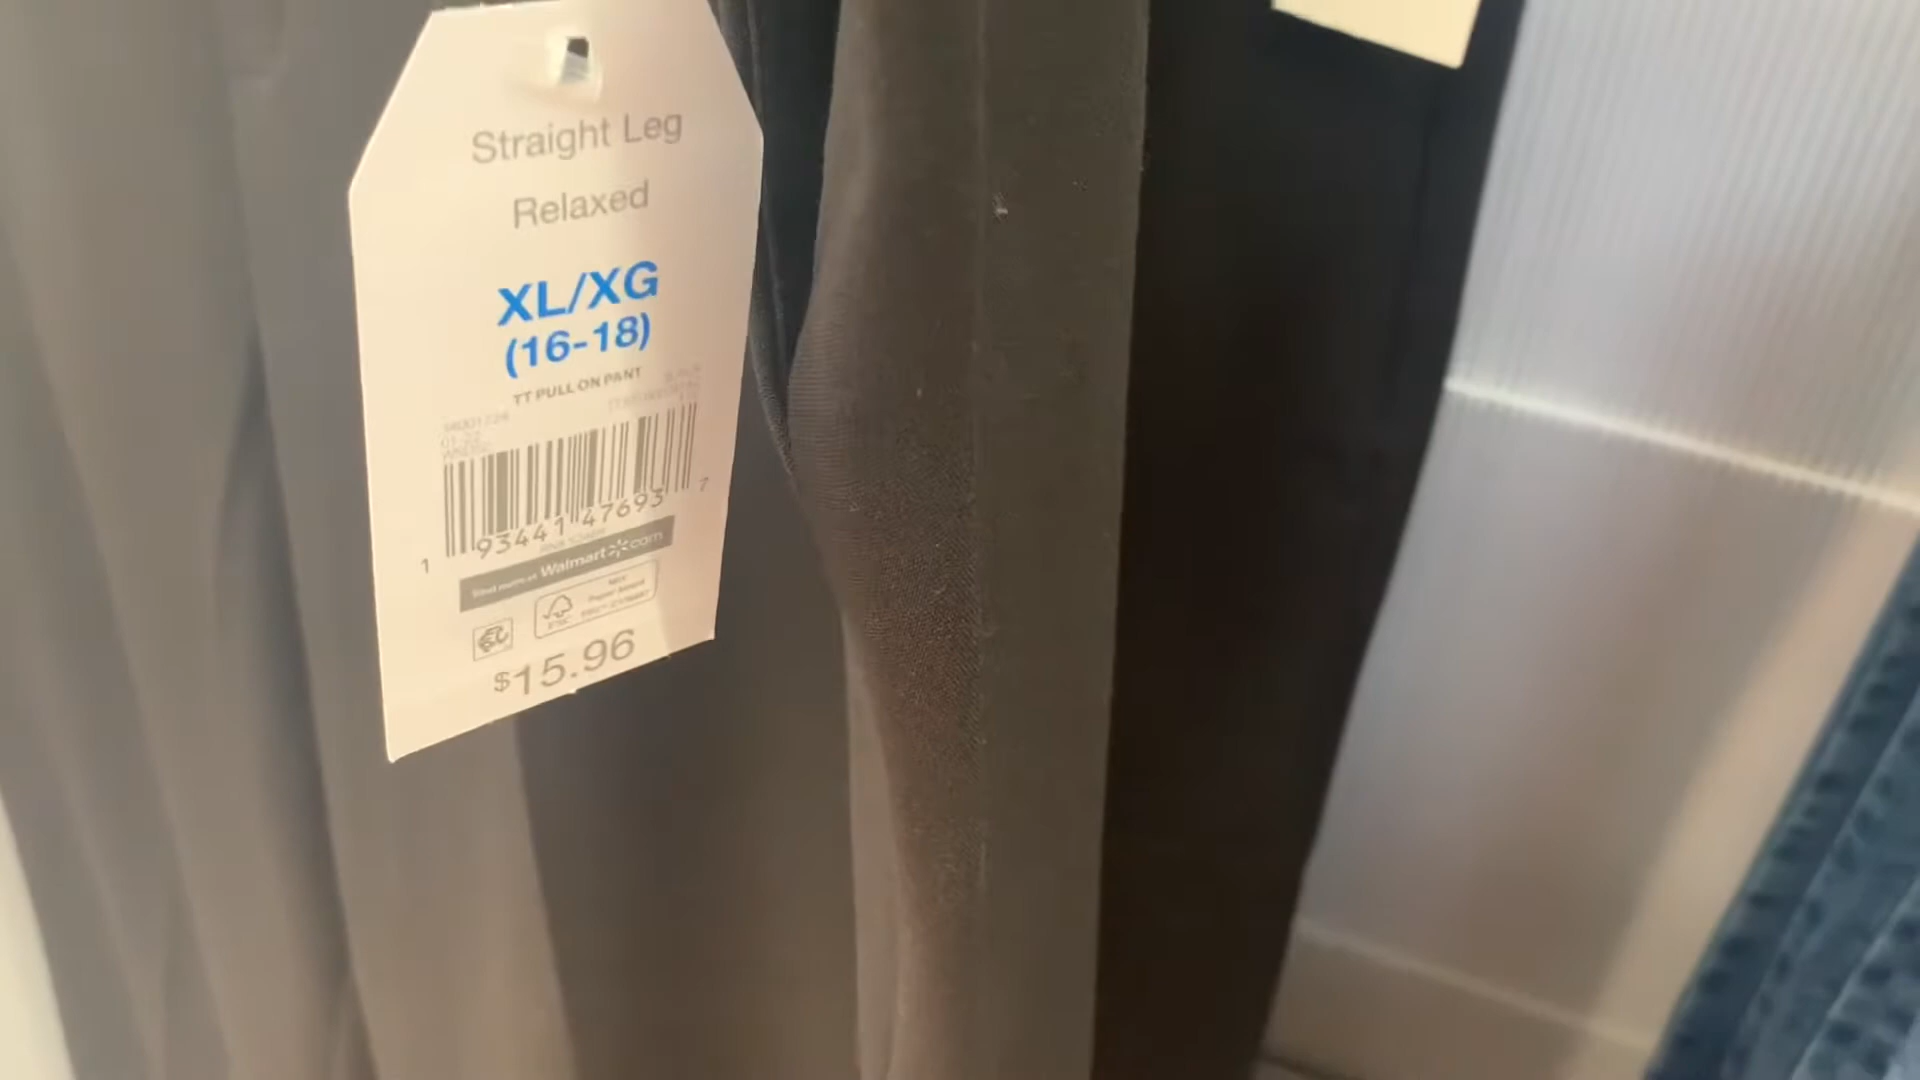 Straight Leg
Relaxed
XL/XG
(16-18)
TT PULL ON PANT
1 93441 47693 7
Walmart.com
$15.96